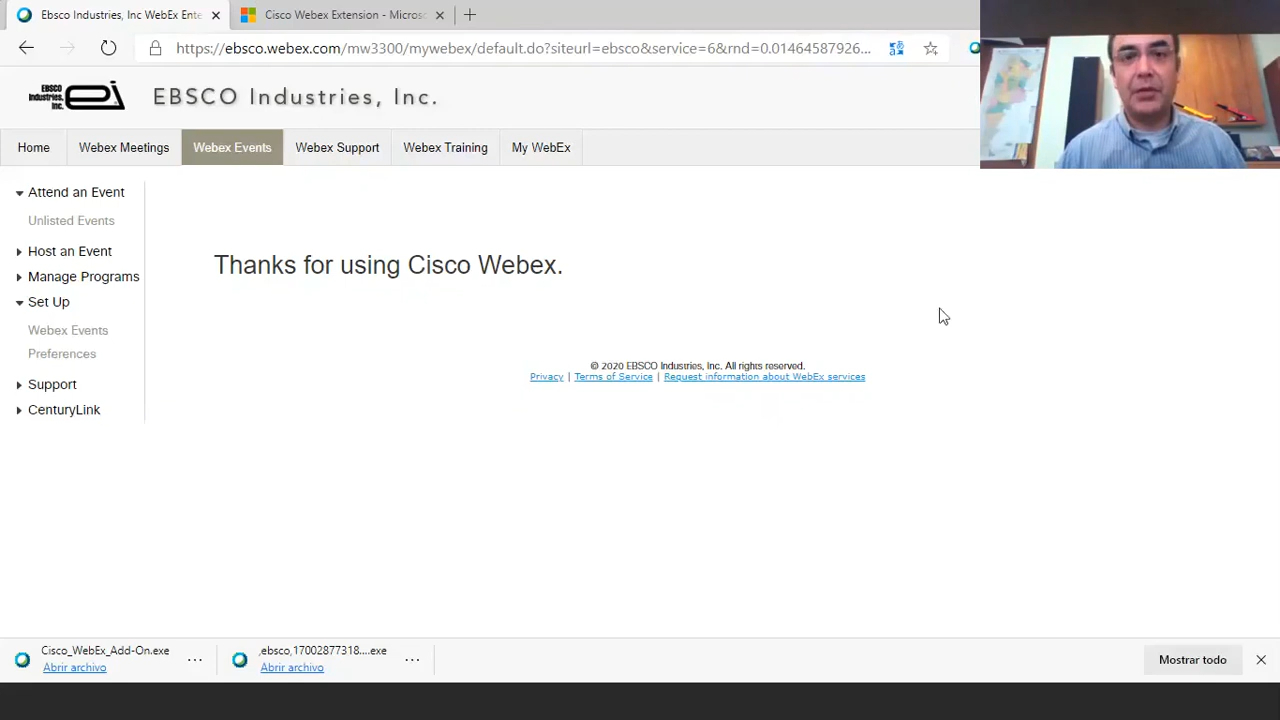 Ebsco Industries, Inc WebEx Ente
Cisco Webex Extension - Micros
https://ebsco.webex.com/mw3300/mywebex/default.do?siteurl=ebsco&service=6&rnd=0.01464587926...
EBSCO Industries, Inc. ei
EBSCO Industries, Inc.
Home
Webex Meetings
Webex Events
Webex Support
Webex Training
My WebEx
Attend an Event
Unlisted Events
Host an Event
Manage Programs
Set Up
Webex Events
Preferences
Support
CenturyLink
Thanks for using Cisco Webex.
© 2020 EBSCO Industries, Inc. All rights reserved.
Privacy | Terms of Service | Request information about WebEx services
Cisco_WebEx_Add-On.exe
Abrir archivo
,ebsco,17002877318....exe
Abrir archivo
Mostrar todo